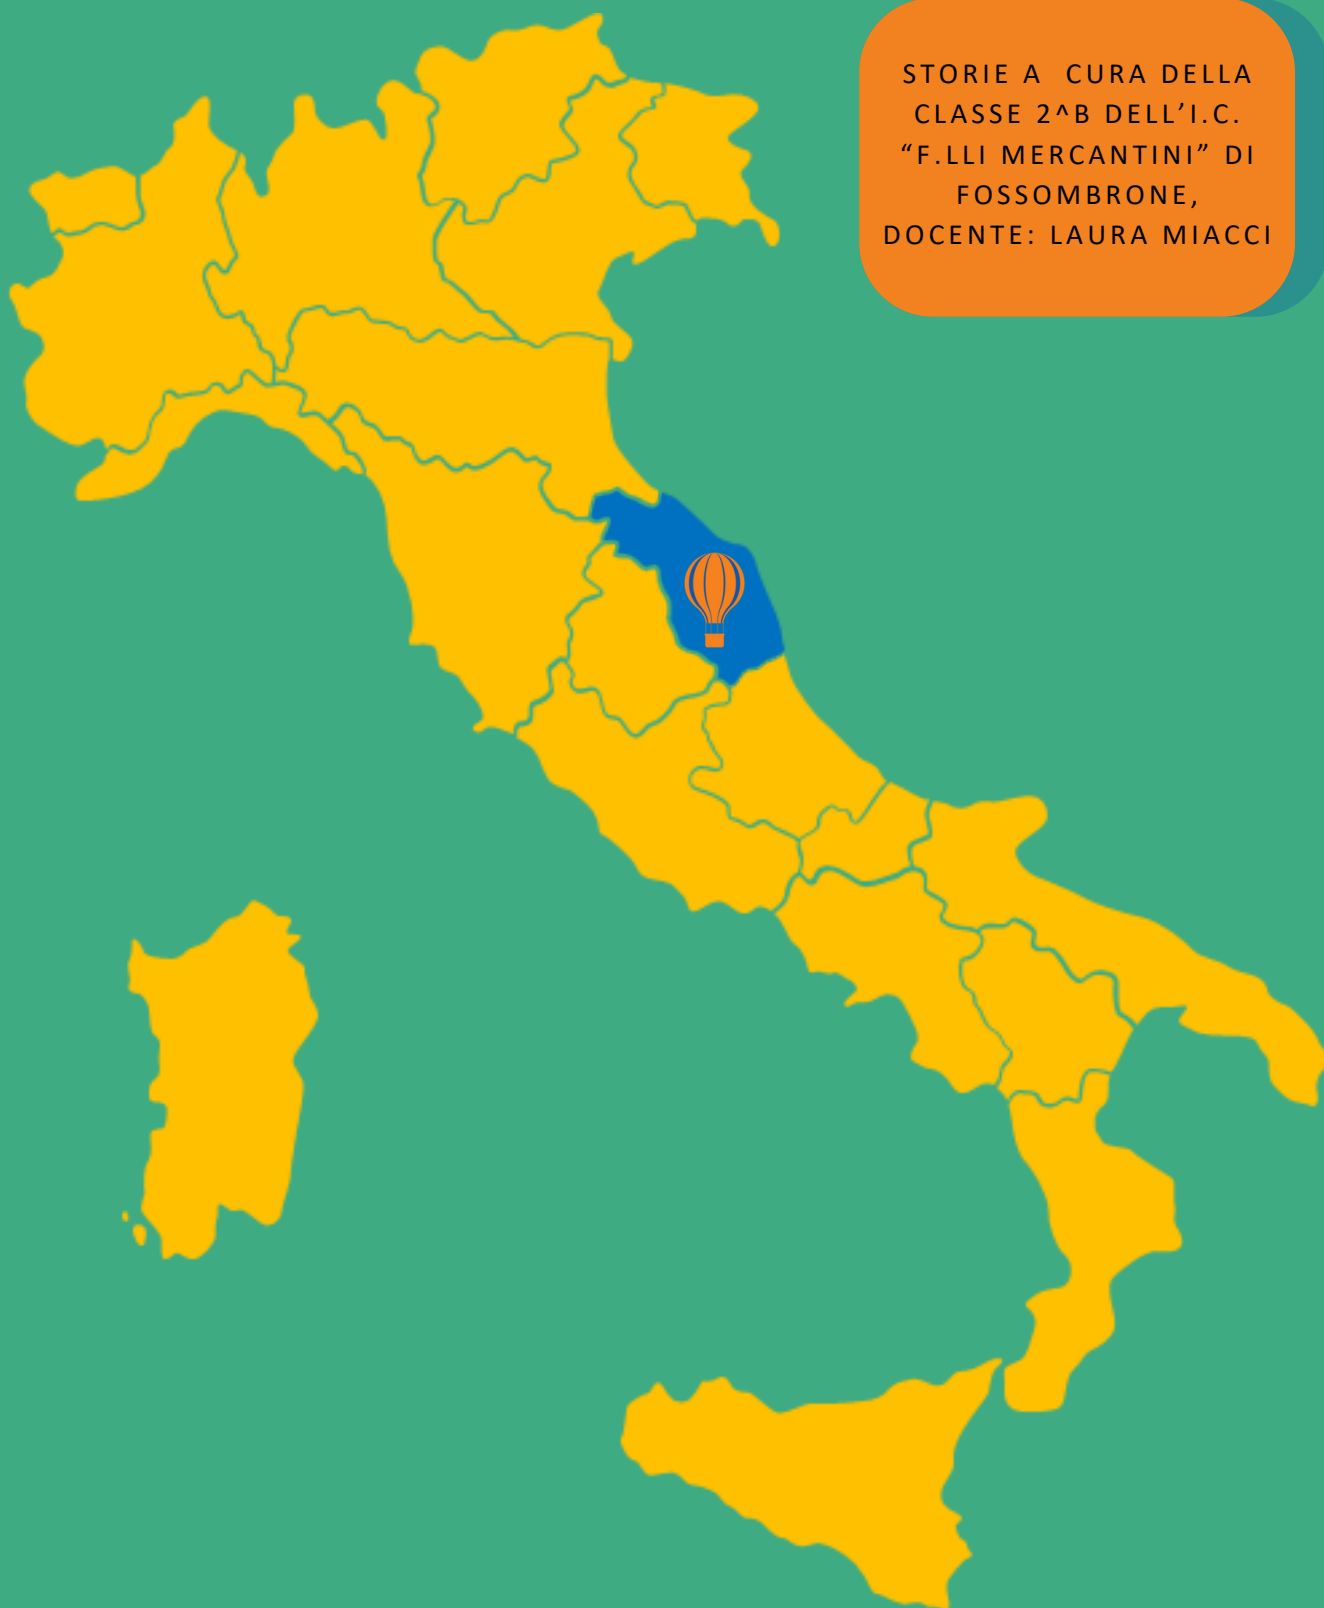 STORIE A CURA DELLA
CLASSE 2^B DELL’I.C.
“F.LLI MERCANTINI” DI
FOSSOMBRONE,
DOCENTE: LAURA MIACCI